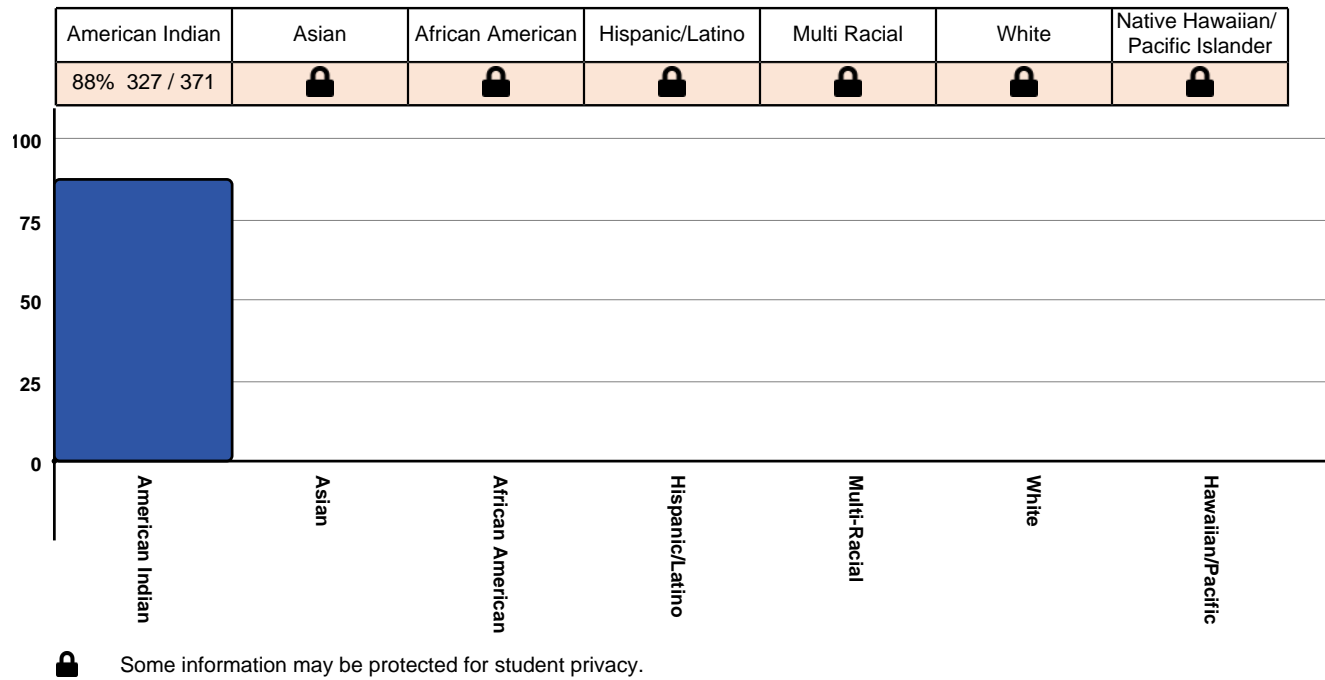 American Indian Asian African American Hispanic/Latino Multi Racial White Native Hawaiian/
Pacific Islander
88% 327 / 371
100
75
50
25
0
American Indian
Asian
African American
Hispanic/Latino
Multi-Racial
White
Hawaiian/Pacific
Some information may be protected for student privacy.